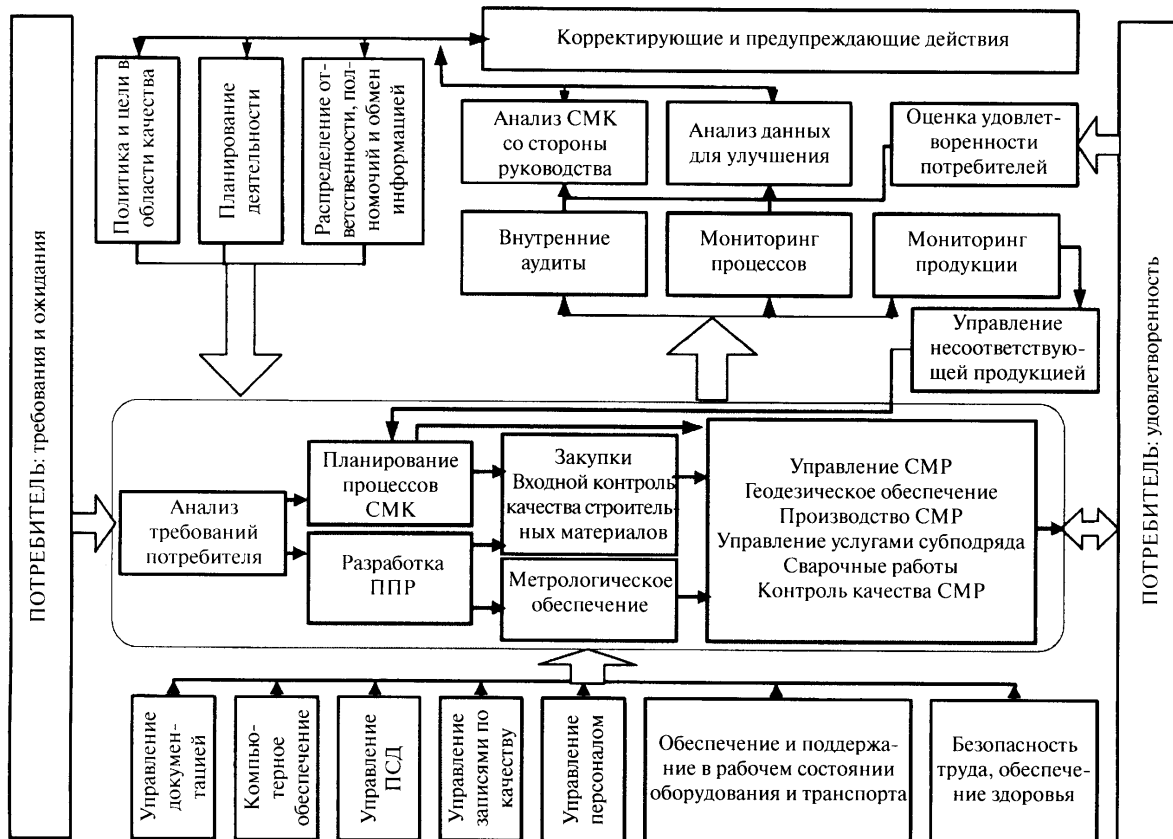 ПОТРЕБИТЕЛЬ: требования и ожидания
Корректирующие и предупреждающие действия
Политика и цели в
области качества
Планирование
деятельности
Распределение от-
ветственности, пол-
номочий и обмен
информацией
Анализ СМК
со стороны
руководства
Анализ данных
для улучшения
Оценка удовлет-
воренности
потребителей
Внутренние
аудиты
Мониторинг
процессов
Мониторинг
продукции
Управление
несоответствую-
щей продукцией
Анализ
требований
потребителя
Планирование
процессов
СМК
Разработка
ППР
Закупки
Входной контроль
качества строитель-
ных материалов
Метрологическое
обеспечение
Управление СМР
Геодезическое обеспечение
Производство СМР
Управление услугами субподряда
Сварочные работы
Контроль качества СМР
Управление
докумен-
тацией
Компью-
терное
обеспечение
Управление
ПСД
Управление
записями по
качеству
Управление
персоналом
Обеспечение и поддержа-
ние в рабочем состоянии
оборудования и транспорта
Безопасность
труда, обеспече-
ние здоровья
ПОТРЕБИТЕЛЬ: удовлетворенность